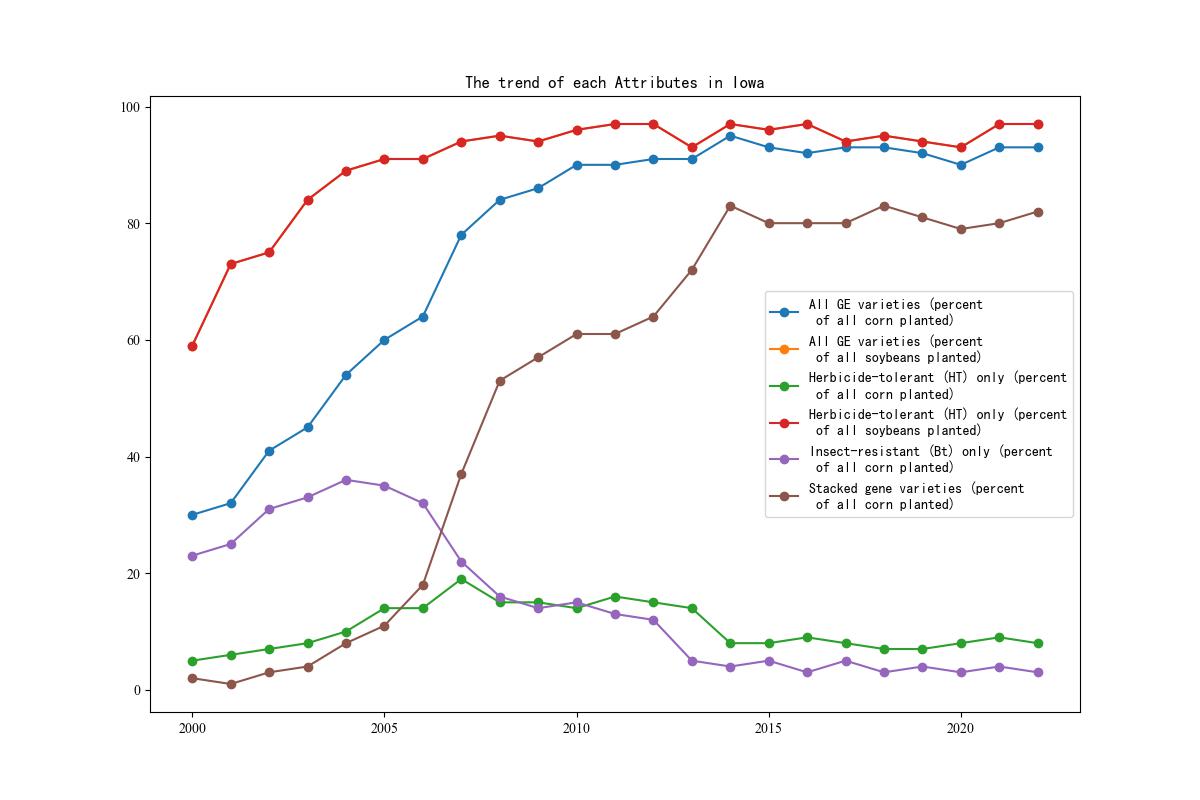 The trend of each Attributes in Iowa
100
80
60
40
20
0
All GE varieties (percent
of all corn planted)
All GE varieties (percent
of all soybeans planted)
Herbicide-tolerant (HT) only (percent
of all corn planted)
Herbicide-tolerant (HT) only (percent
of all soybeans planted)
Insect-resistant (Bt) only (percent
of all corn planted)
Stacked gene varieties (percent
of all corn planted)
2000 2005 2010 2015 2020